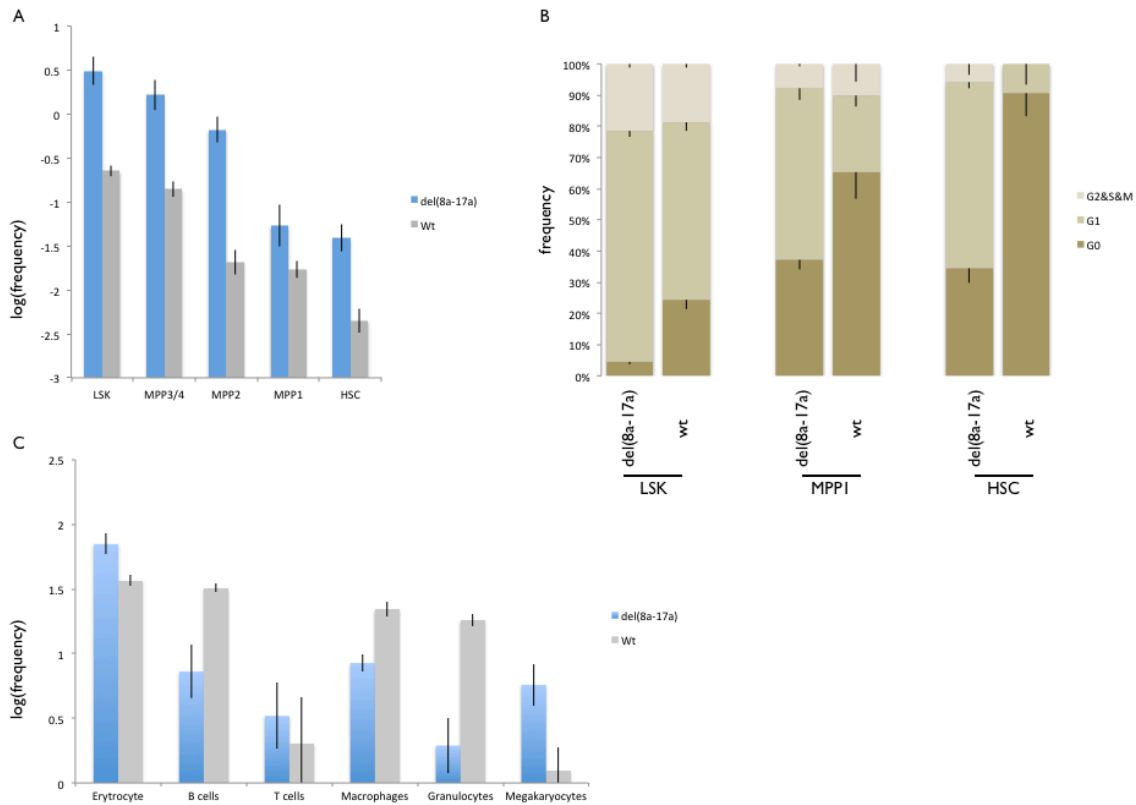 A
1
0.5
0
-0.5
-1
-1.5
-2
-2.5
-3
log(frequency)
LSK MPP3/4 MPP2 MPP1 HSC
del(8a-17a)
Wt
B
100%
90%
80%
70%
60%
50%
40%
30%
20%
10%
0%
frequency
G2&S&M
G1
G0
del(8a-17a) wt del(8a-17a) wt del(8a-17a) wt
LSK MPP1 HSC
C
2.5
2
1.5
1
0.5
0
log(frequency)
Erytrocyte B cells T cells Macrophages Granulocytes Megakaryocytes
del(8a-17a)
Wt